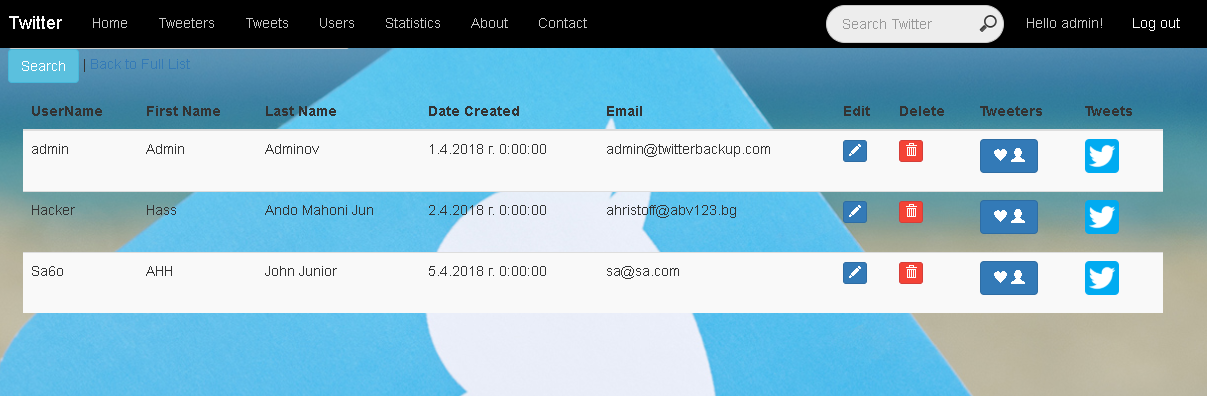 Twitter Home Tweeters Tweets Users Statistics About Contact Search Twitter Hello admin! Log out
Search | Back to Full List
UserName First Name Last Name Date Created Email Edit Delete Tweeters Tweets
admin Admin Adminov 1.4.2018 г. 0:00:00 admin@twitterbackup.com
Hacker Hass Ando Mahoni Jun 2.4.2018 г. 0:00:00 ahristoff@abv123.bg
Sa6o AHH John Junior 5.4.2018 г. 0:00:00 sa@sa.com